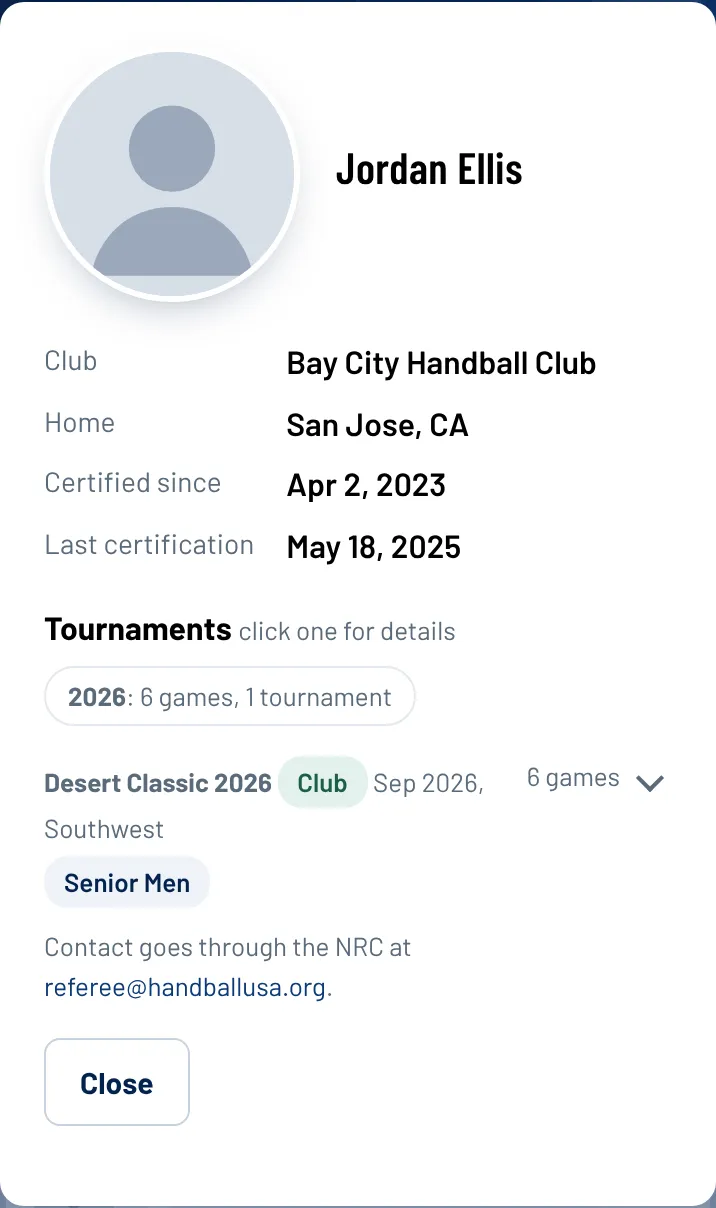 Jordan Ellis
Club Bay City Handball Club
Home San Jose, CA
Certified since Apr 2, 2023
Last certification May 18, 2025
Tournaments click one for details
2026: 6 games, 1 tournament
Desert Classic 2026 Club Sep 2026, 6 games
Southwest
Senior Men
Contact goes through the NRC at
referee@handballusa.org.
Close